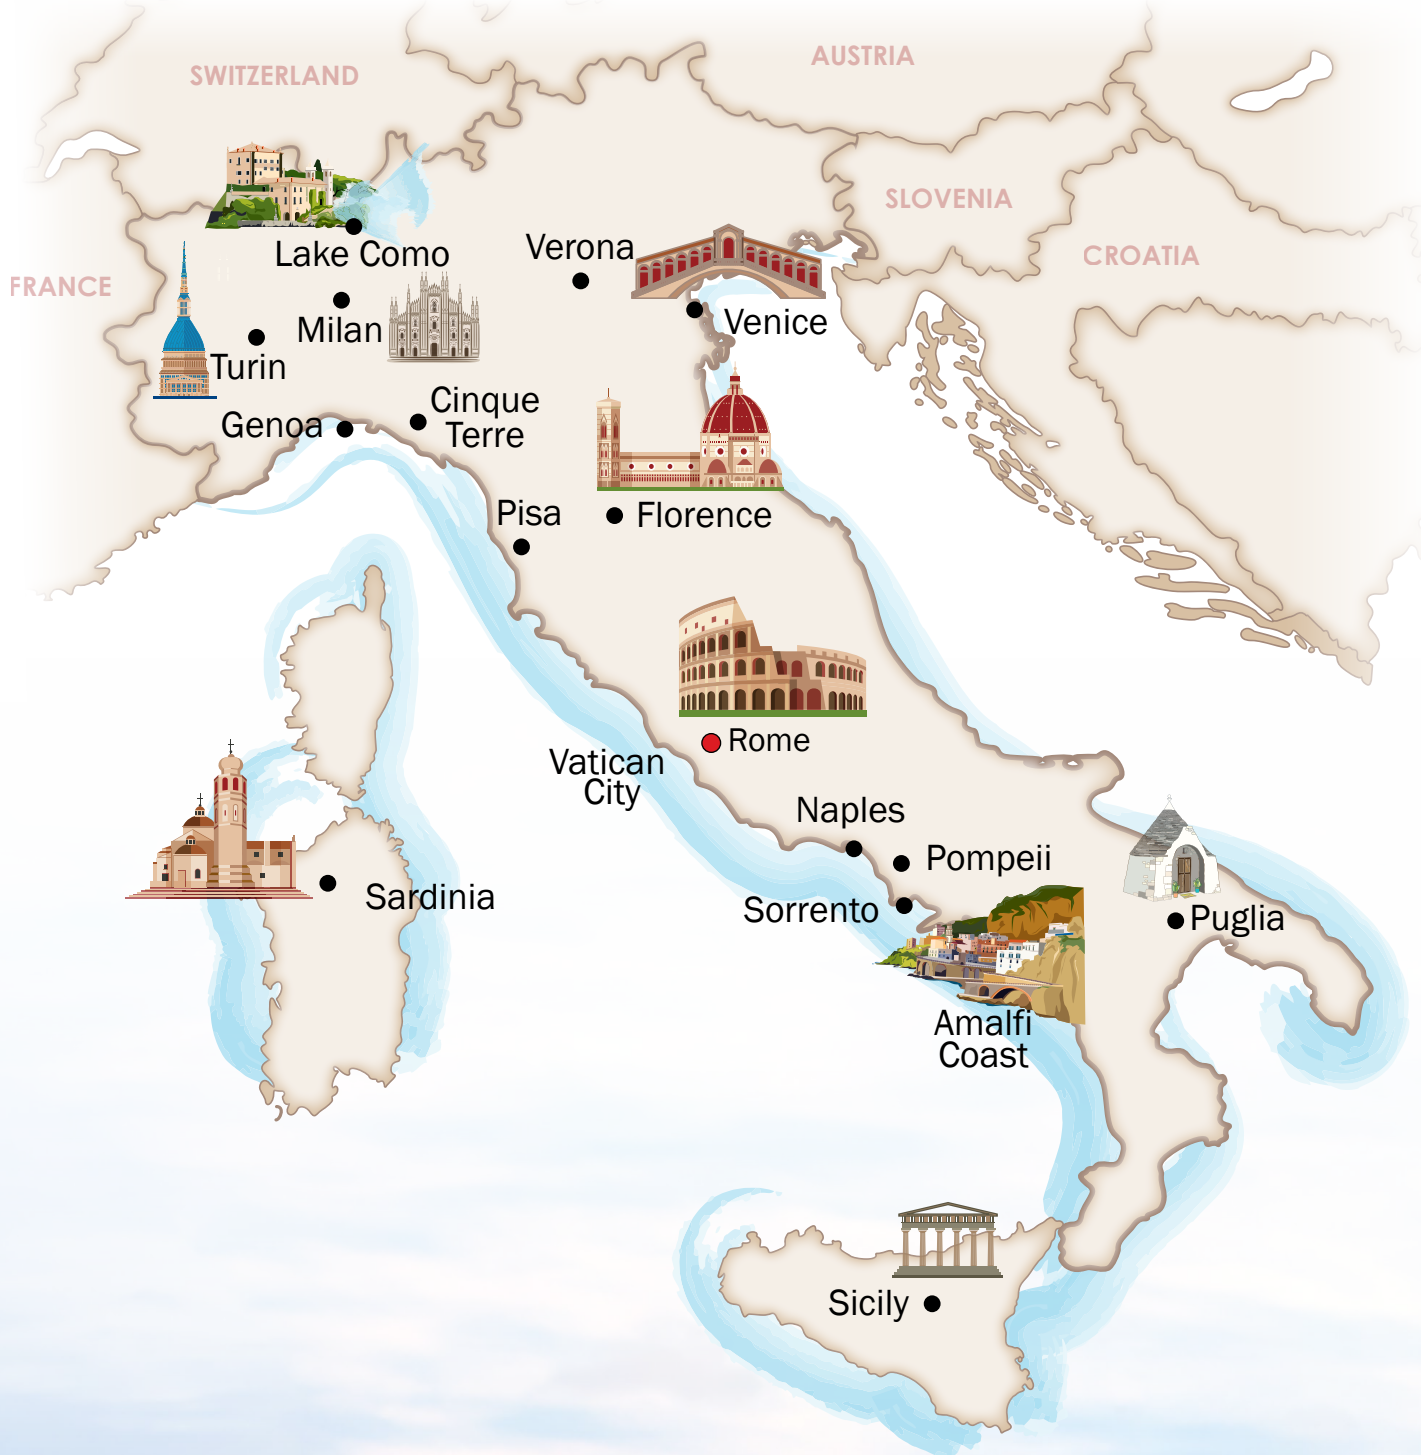 AUSTRIA
SWITZERLAND
SLOVENIA
CROATIA
FRANCE
Lake Como
Verona
Milan
Venice
Turin
Genoa
Cinque
Terre
Pisa
Florence
Rome
Vatican
City
Naples
Pompeii
Sardinia
Sorrento
Puglia
Amalfi
Coast
Sicily